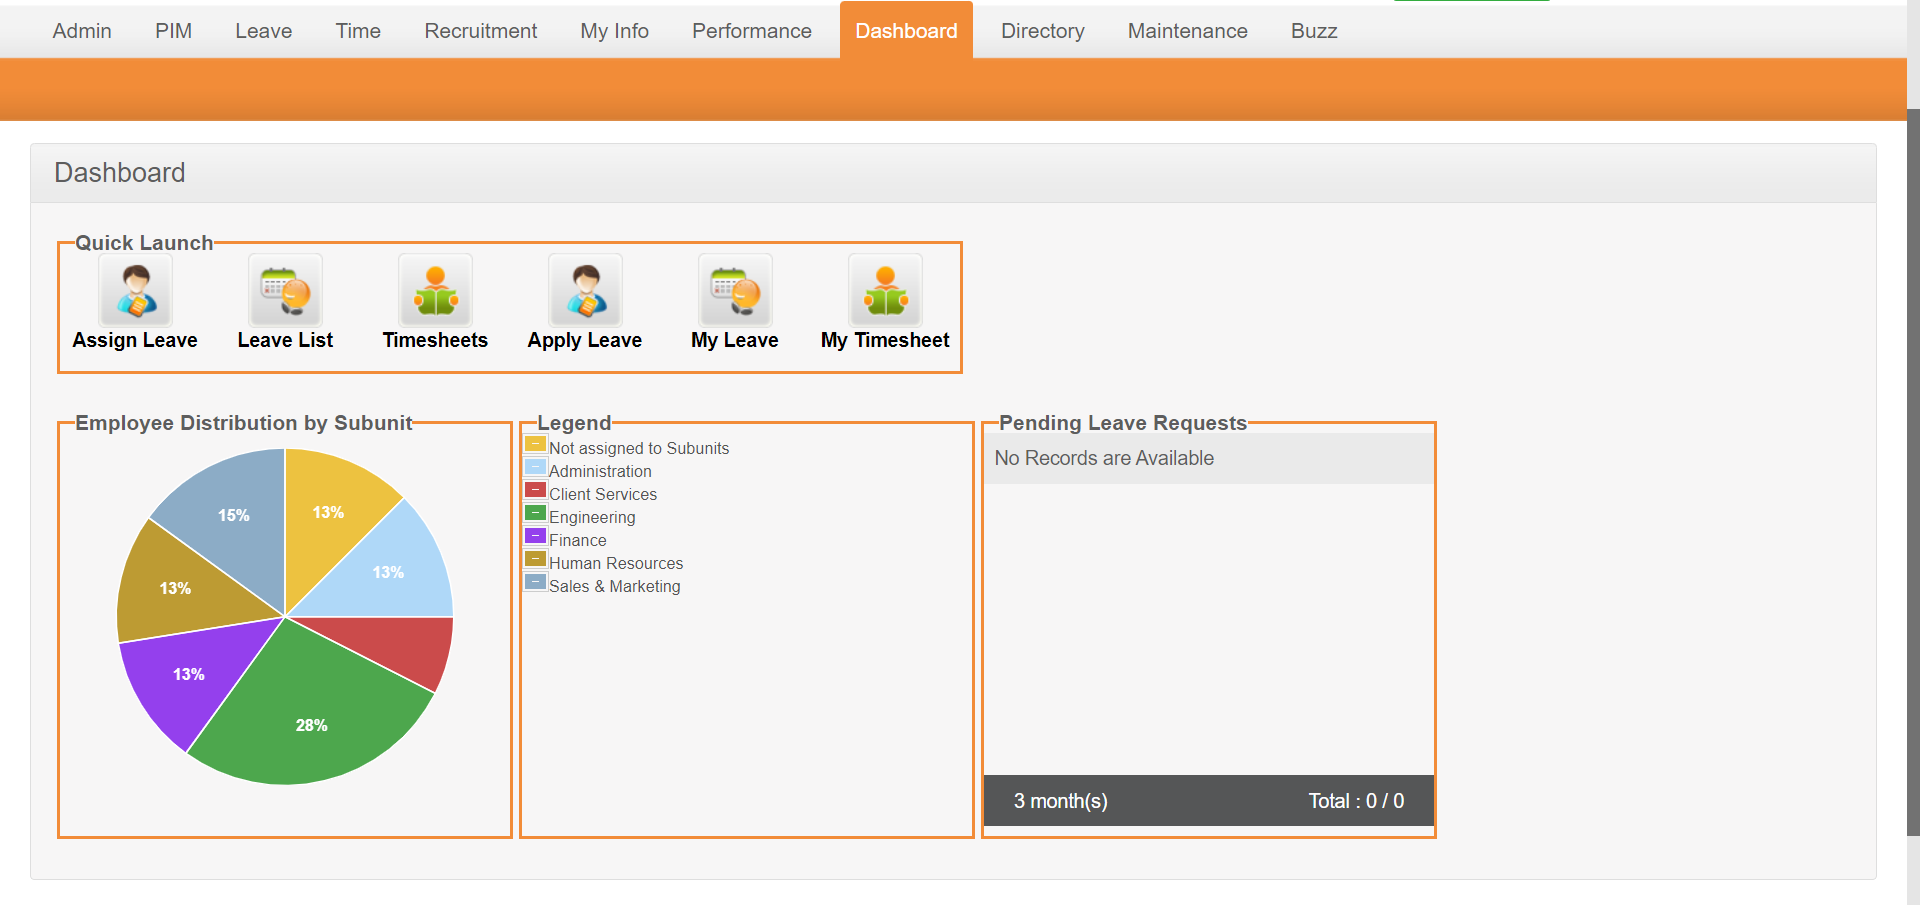 Admin PIM Leave Time Recruitment My Info Performance Dashboard Directory Maintenance Buzz
Dashboard
Quick Launch
Assign Leave Leave List Timesheets Apply Leave My Leave My Timesheet
Employee Distribution by Subunit
13%
15%
13%
13%
13%
28%
Legend
Not assigned to Subunits
Administration
Client Services
Engineering
Finance
Human Resources
Sales & Marketing
Pending Leave Requests
No Records are Available
3 month(s) Total : 0 / 0